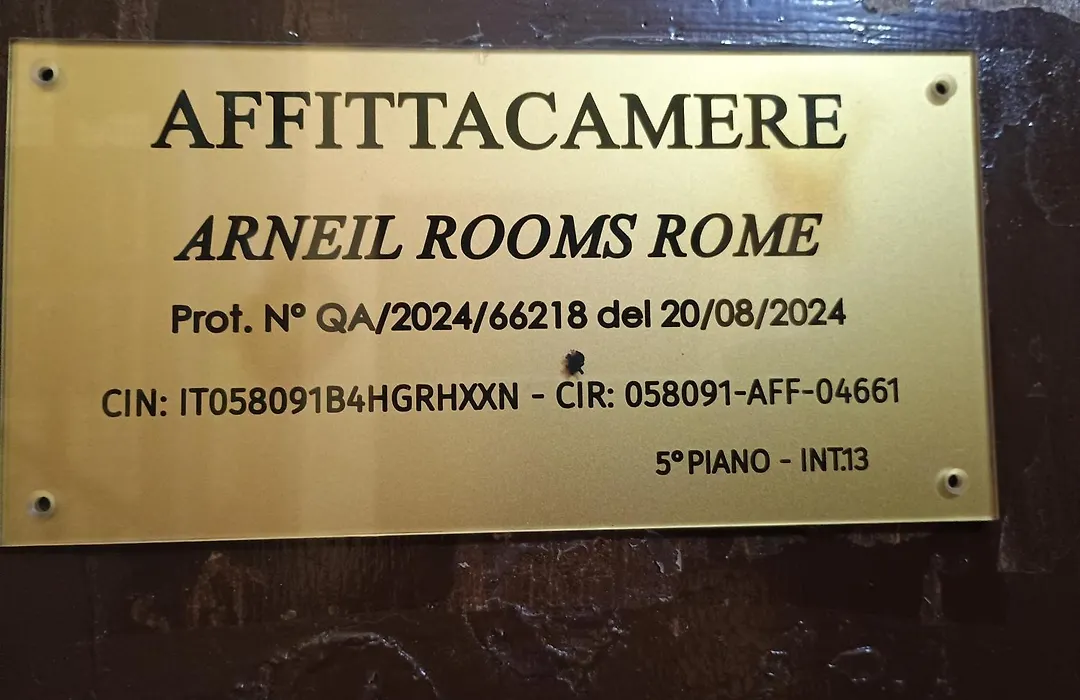 AFFITTACAMERE
ARNEIL ROOMS ROME
Prot. N° QA/2024/66218 del 20/08/2024
CIN: IT058091B4HGRHXXN - CIR: 058091-AFF-04661
5° PIANO - INT.13